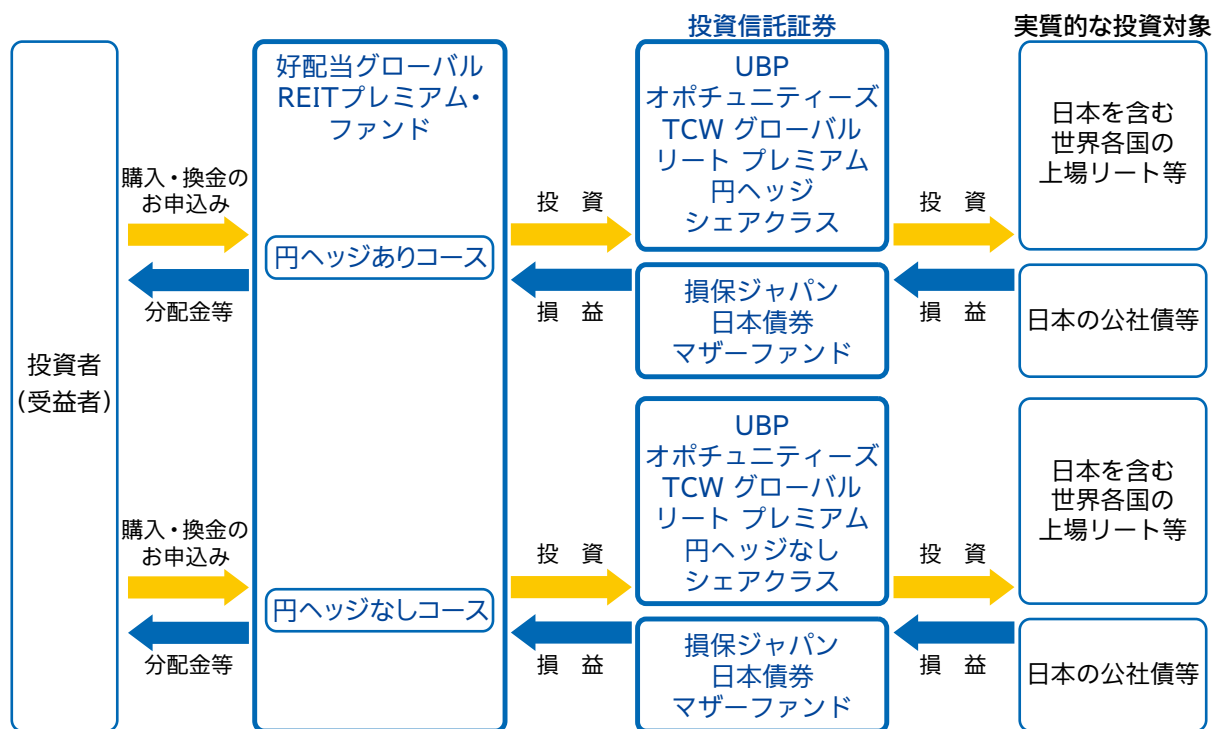 投資信託証券
実質的な投資対象
投資者
(受益者)
購入・換金の
お申込み
分配金等
好配当グローバル
REITプレミアム・
ファンド
円ヘッジありコース
投 資
損 益
UBP
オポチュニティーズ
TCW グローバル
リート プレミアム
円ヘッジ
シェアクラス
損保ジャパン
日本債券
マザーファンド
投 資
損 益
日本を含む
世界各国の
上場リート等
日本の公社債等
購入・換金の
お申込み
分配金等
円ヘッジなしコース
投 資
損 益
UBP
オポチュニティーズ
TCW グローバル
リート プレミアム
円ヘッジなし
シェアクラス
損保ジャパン
日本債券
マザーファンド
投 資
損 益
日本を含む
世界各国の
上場リート等
日本の公社債等